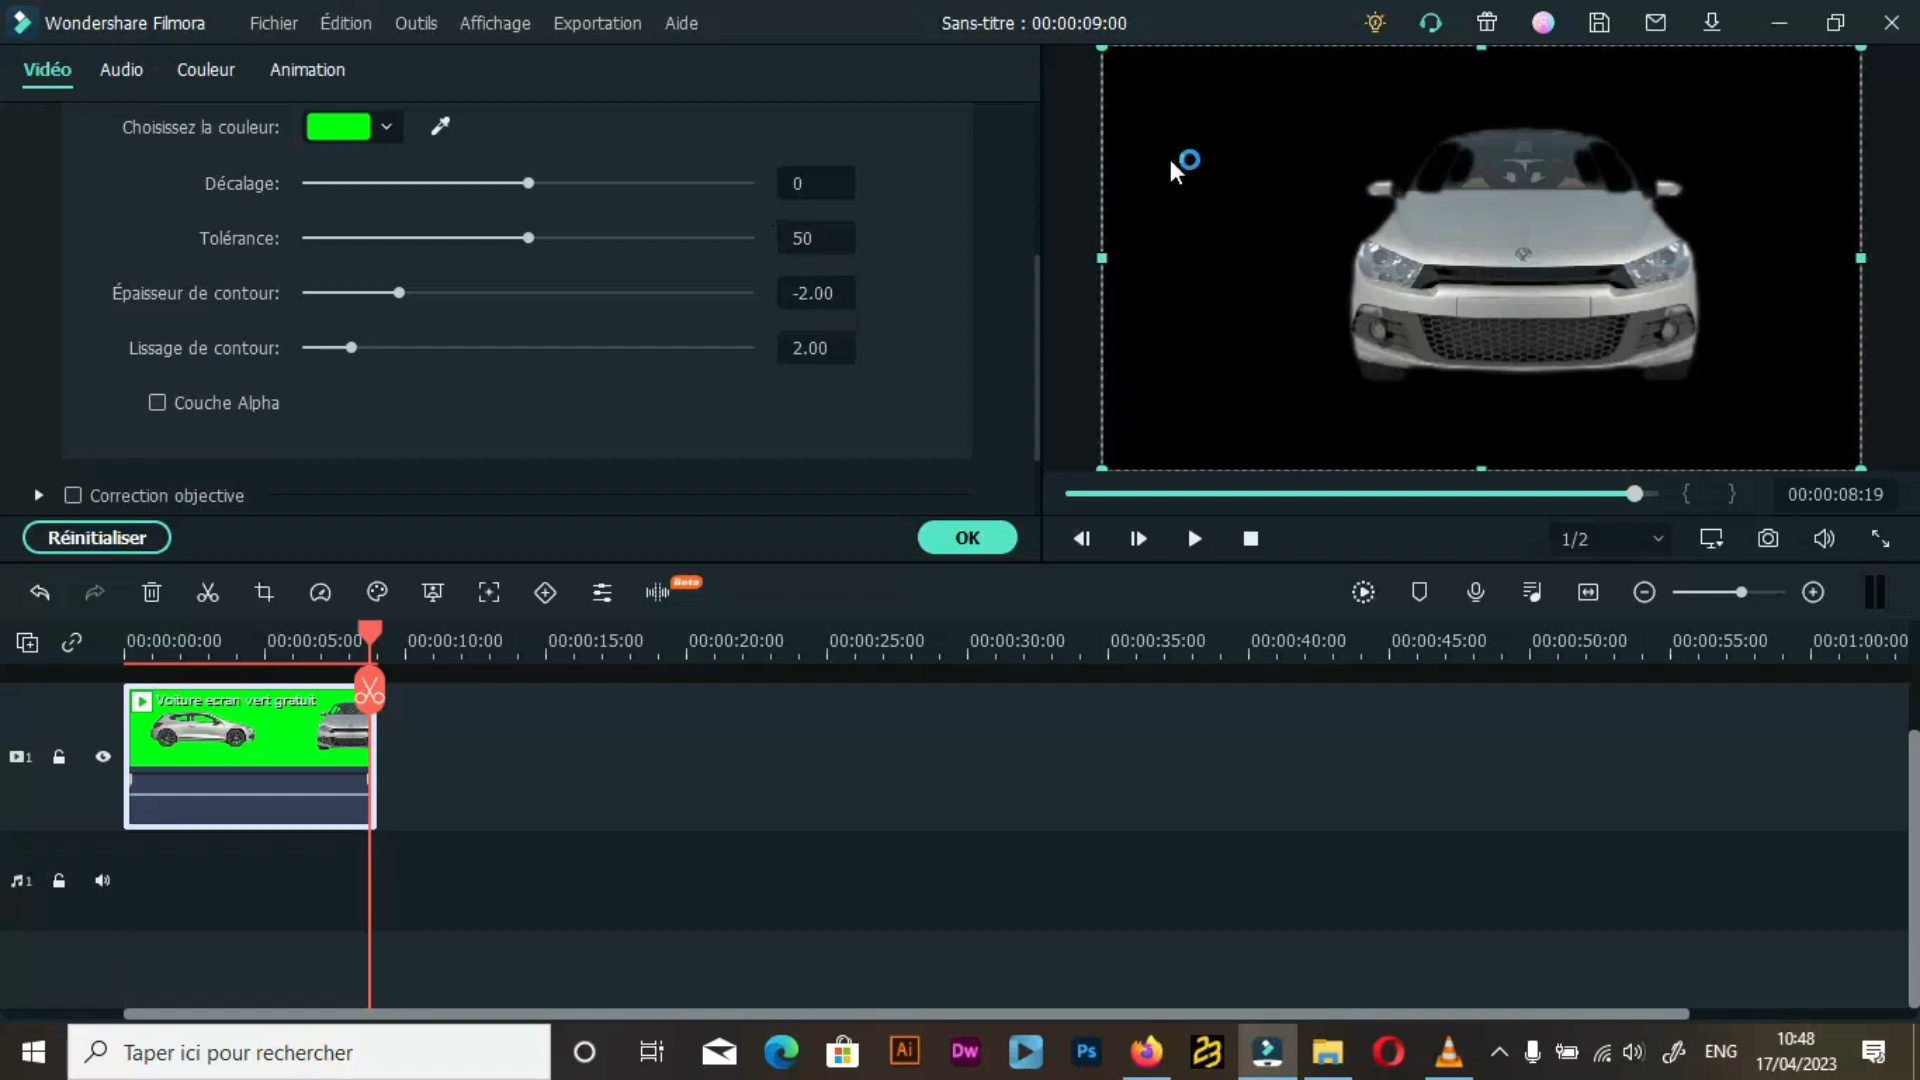 Wondershare Filmora Fichier Édition Outils Affichage Exportation Aide Sans-titre : 00:00:09:00
Vidéo Audio Couleur Animation
Choisissez la couleur:
Décalage: 0
Tolérance: 50
Épaisseur de contour: -2.00
Lissage de contour: 2.00
Couche Alpha
Correction objective
{ } 00:00:08:19
Réinitialiser OK
1/2
Beta
00:00:00:00 00:00:05:00 00:00:10:00 00:00:15:00 00:00:20:00 00:00:25:00 00:00:30:00 00:00:35:00 00:00:40:00 00:00:45:00 00:00:50:00 00:00:55:00 00:01:00:00
Voiture ecran vert gratuit
1
1
Taper ici pour rechercher
Ai Dw Ps
ENG
10:48
17/04/2023